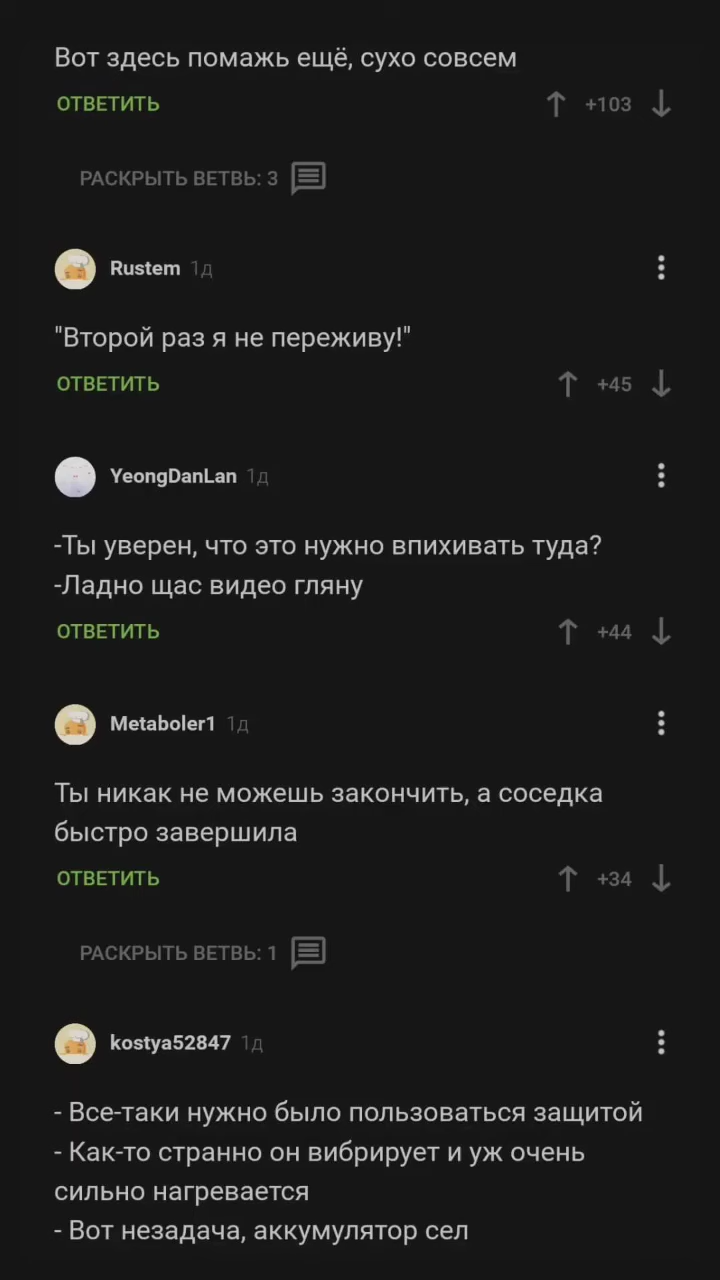 Вот здесь помажь ещё, сухо совсем
ОТВЕТИТЬ +103
РАСКРЫТЬ ВЕТВЬ: 3
Rustem 1д
"Второй раз я не переживу!"
ОТВЕТИТЬ +45
YeongDanLan 1д
-Ты уверен, что это нужно впихивать туда?
-Ладно щас видео гляну
ОТВЕТИТЬ +44
Metaboler1 1д
Ты никак не можешь закончить, а соседка
быстро завершила
ОТВЕТИТЬ +34
РАСКРЫТЬ ВЕТВЬ: 1
kostya52847 1д
- Все-таки нужно было пользоваться защитой
- Как-то странно он вибрирует и уж очень
сильно нагревается
- Вот незадача, аккумулятор сел